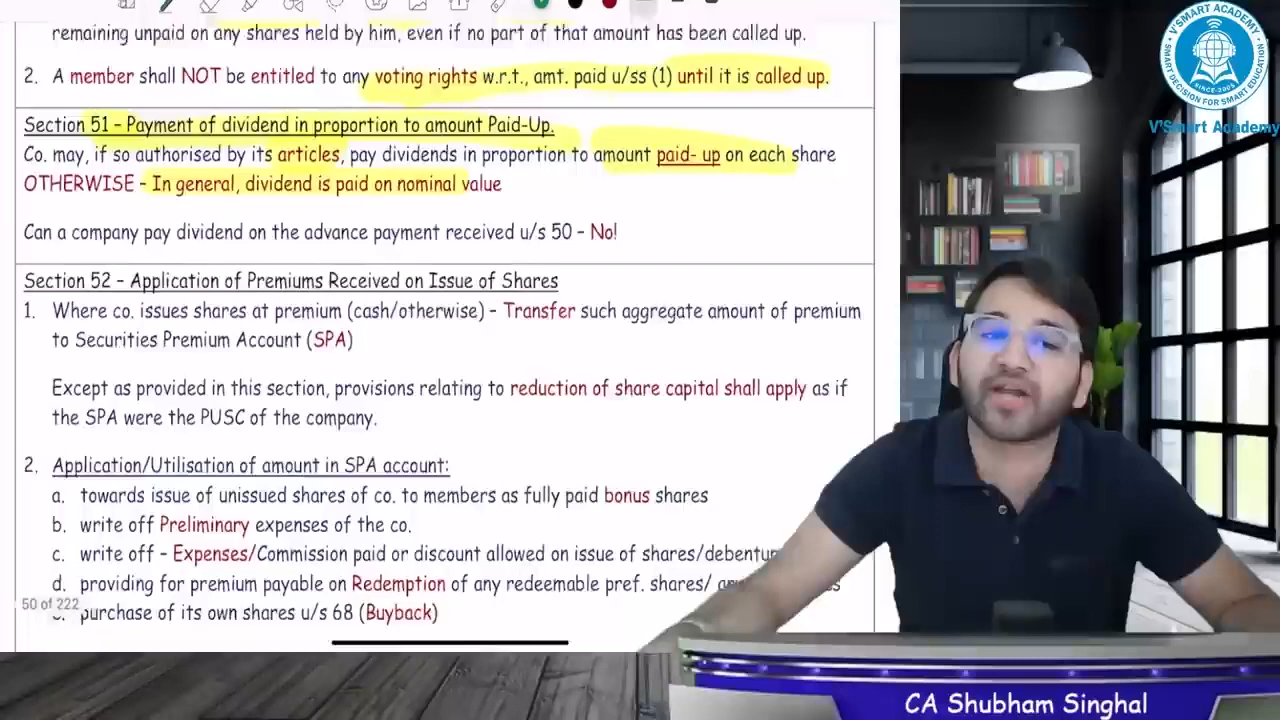 remaining unpaid on any shares held by him, even if no part of that amount has been called up.
2. A member shall NOT be entitled to any voting rights w.r.t., amt. paid u/ss (1) until it is called up.
Section 51 – Payment of dividend in proportion to amount Paid-Up.
Co. may, if so authorised by its articles, pay dividends in proportion to amount paid- up on each share
OTHERWISE – In general, dividend is paid on nominal value
Can a company pay dividend on the advance payment received u/s 50 – No!
Section 52 – Application of Premiums Received on Issue of Shares
1. Where co. issues shares at premium (cash/otherwise) – Transfer such aggregate amount of premium
to Securities Premium Account (SPA)
Except as provided in this section, provisions relating to reduction of share capital shall apply as if
the SPA were the PUSC of the company.
2. Application/Utilisation of amount in SPA account:
a. towards issue of unissued shares of co. to members as fully paid bonus shares
b. write off Preliminary expenses of the co.
c. write off – Expenses/Commission paid or discount allowed on issue of shares/
d. providing for premium payable on Redemption of any redeemable pref. shares/
50 of 222
purchase of its own shares u/s 68 (Buyback)
V'SMART ACADEMY
SMART DECISION FOR SMART EDUCATION
SINCE-2005
V'Smart Academy
CA Shubham Singhal